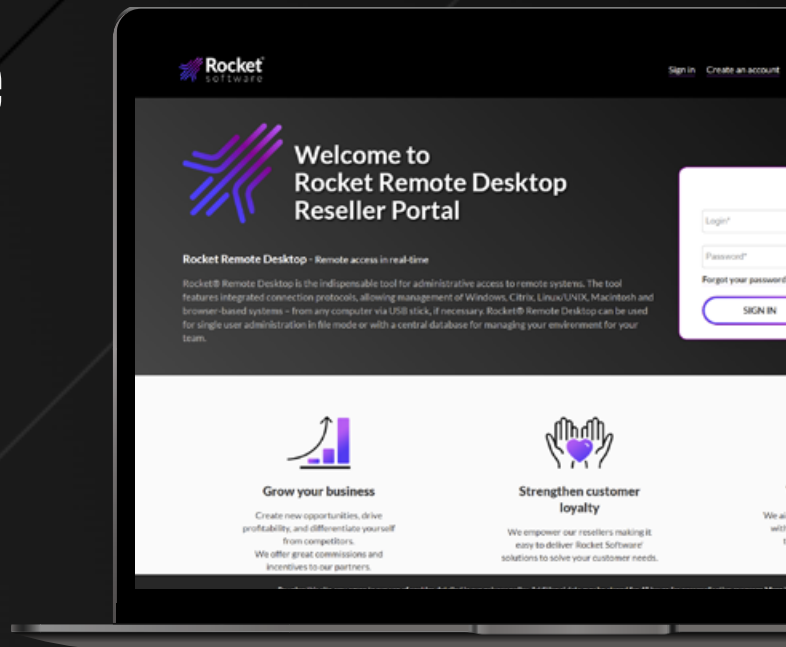 Rocket
software
Sign in Create an account
Welcome to
Rocket Remote Desktop
Reseller Portal
Login*
Password*
Forgot your password
SIGN IN
Rocket Remote Desktop - Remote access in real-time
Rocket® Remote Desktop is the indispensable tool for administrative access to remote systems. The tool
features integrated connection protocols, allowing management of Windows, Citrix, Linux/UNIX, Macintosh and
browser-based systems – from any computer via USB stick, if necessary. Rocket® Remote Desktop can be used
for single user administration in file mode or with a central database for managing your environment for your
team.
Grow your business
Create new opportunities, drive
profitability, and differentiate yourself
from competitors.
We offer great commissions and
incentives to our partners.
Strengthen customer
loyalty
We empower our resellers making it
easy to deliver Rocket Software'
solutions to solve your customer needs.
We ai
with
t